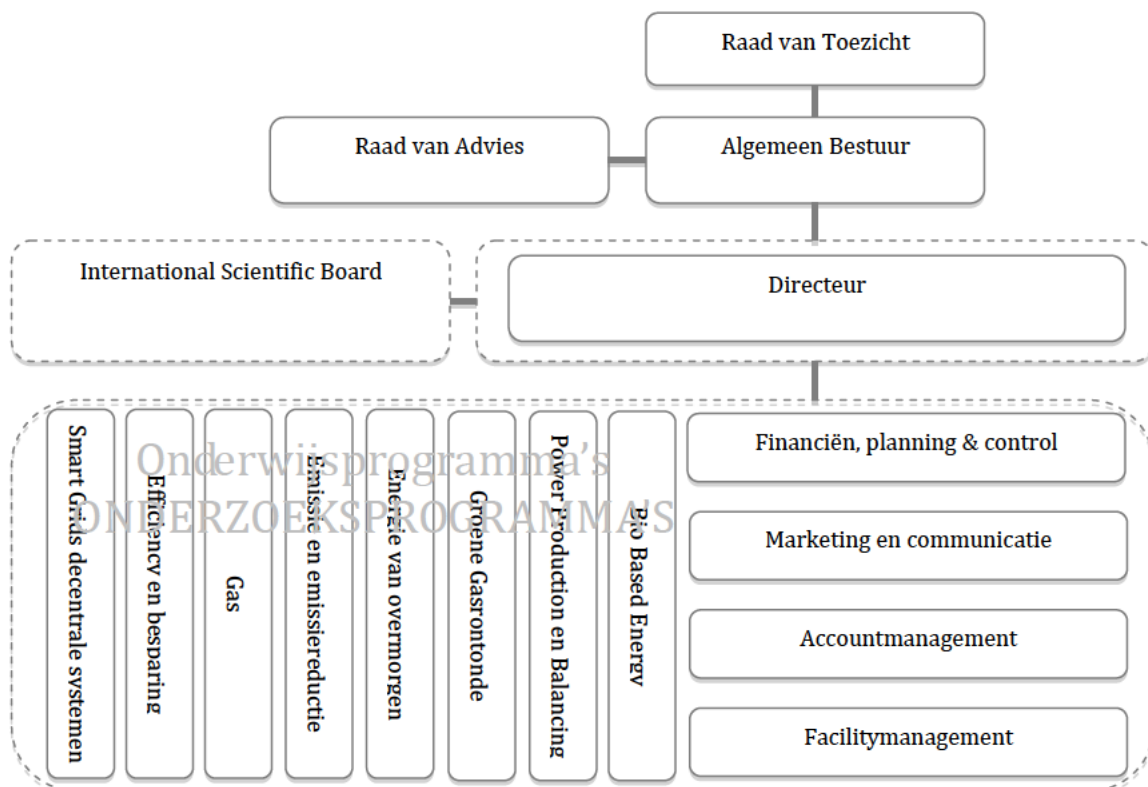 Raad van Toezicht
Raad van Advies
Algemeen Bestuur
International Scientific Board
Directeur
Onderwijsprogramma's
ONDERZOEKSPROGRAMMA'S
Smart Grids decentrale systemen
Efficiency en besparing
Gas
Emissie en emissiereductie
Energie van overmorgen
Groene Gasrontonde
Power Production en Balancing
Bio Based Energy
Financiën, planning & control
Marketing en communicatie
Accountmanagement
Facilitymanagement